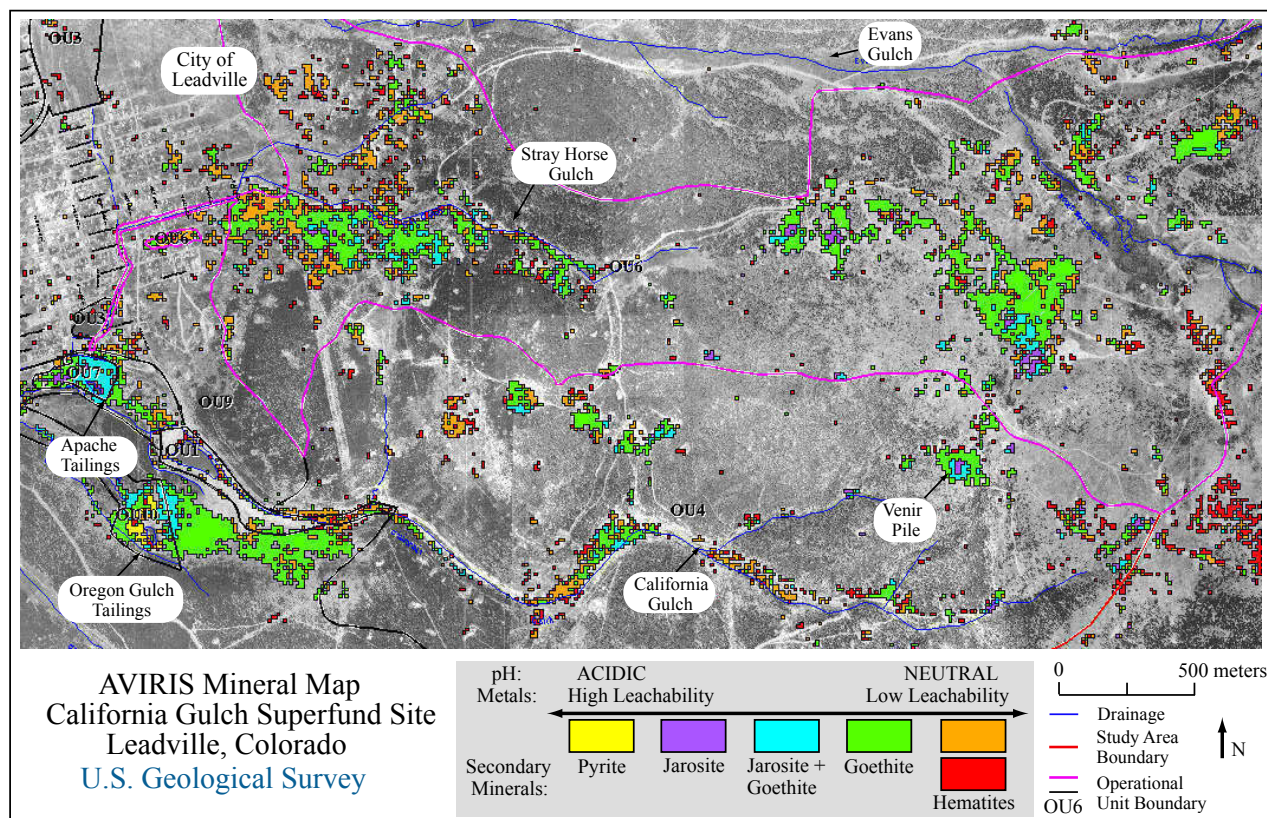 OU3
City of
Leadville
Evans
Gulch
Stray Horse
Gulch
OU6
OU6
OU3
OU7
OU9
Apache
Tailings
OU1
OU10
Oregon Gulch
Tailings
OU4
California
Gulch
Venir
Pile
AVIRIS Mineral Map
California Gulch Superfund Site
Leadville, Colorado
U.S. Geological Survey
pH: ACIDIC NEUTRAL
Metals: High Leachability Low Leachability
Secondary
Minerals:
Pyrite
Jarosite
Jarosite +
Goethite
Goethite
Hematites
0 500 meters
Drainage
Study Area
Boundary
Operational
Unit Boundary
OU6
N